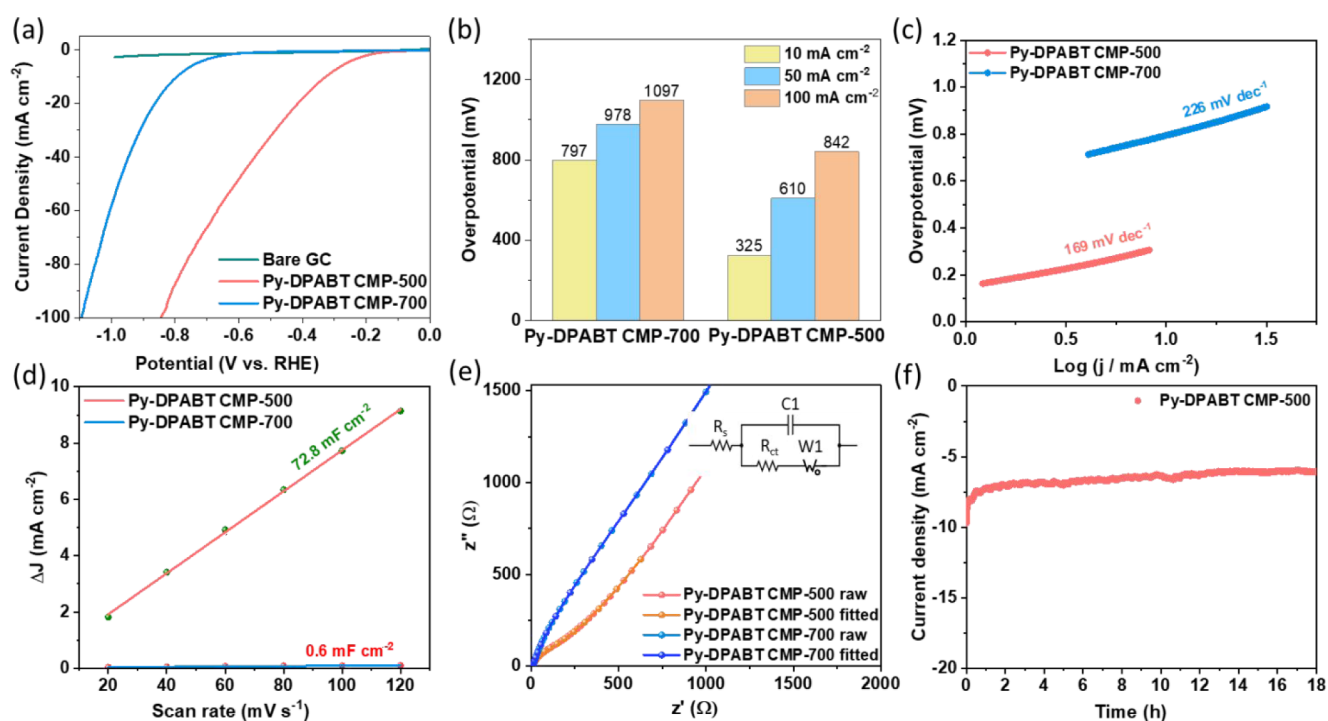 (a)
0
-20
-40
-60
-80
-100
Current Density (mA cm⁻²)
Bare GC
Py-DPABT CMP-500
Py-DPABT CMP-700
-1.0
-0.8
-0.6
-0.4
-0.2
0.0
Potential (V vs. RHE)
(b)
10 mA cm⁻²
50 mA cm⁻²
100 mA cm⁻²
1200
800
400
0
Overpotential (mV)
797
978
1097
325
610
842
Py-DPABT CMP-700
Py-DPABT CMP-500
(c)
1.2
1.0
0.8
0.6
0.4
0.2
0.0
Overpotential (mV)
Py-DPABT CMP-500
Py-DPABT CMP-700
226 mV dec⁻¹
169 mV dec⁻¹
0.0
0.5
1.0
1.5
Log (j / mA cm⁻²)
(d)
10
8
6
4
2
0
ΔJ (mA cm⁻²)
Py-DPABT CMP-500
Py-DPABT CMP-700
72.8 mF cm⁻²
0.6 mF cm⁻²
20
40
60
80
100
120
Scan rate (mV s⁻¹)
(e)
1500
1000
500
0
z'' (Ω)
C1
Rs
Rct
W1
Py-DPABT CMP-500 raw
Py-DPABT CMP-500 fitted
Py-DPABT CMP-700 raw
Py-DPABT CMP-700 fitted
0
500
1000
1500
2000
z' (Ω)
(f)
0
-5
-10
-15
-20
Current density (mA cm⁻²)
Py-DPABT CMP-500
0
2
4
6
8
10
12
14
16
18
Time (h)